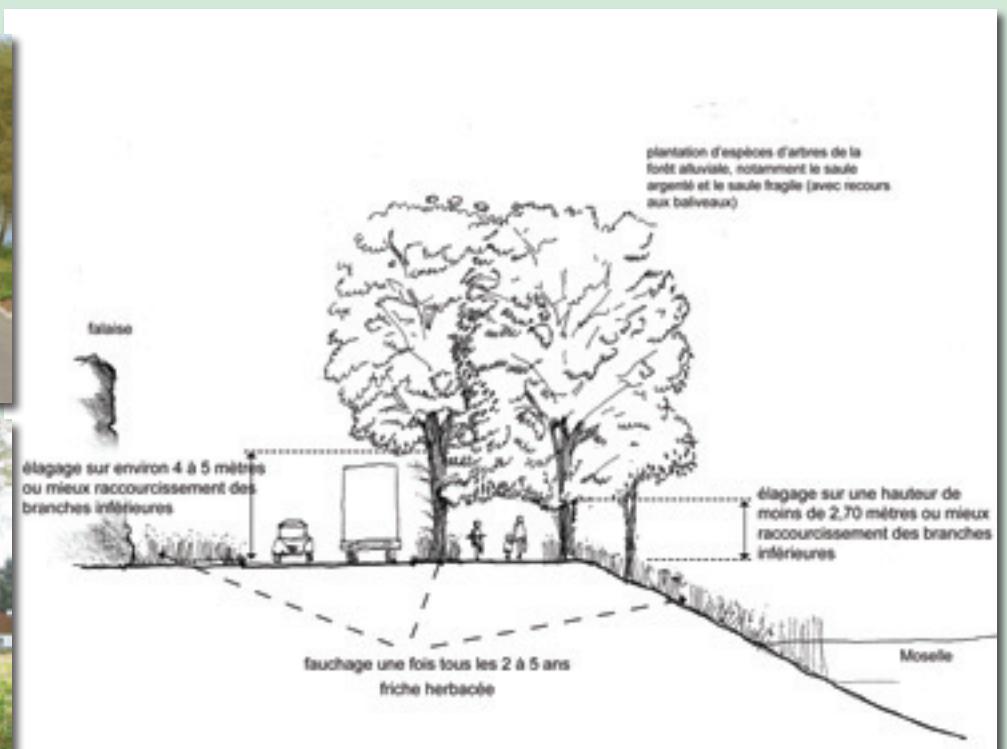 plantation d'espèces d'arbres de la
forêt alluviale, notamment le saule
argenté et le saule fragile (avec recours
aux baliveaux)
falaise
élagage sur environ 4 à 5 mètres
ou mieux raccourcissement des
branches inférieures
élagage sur une hauteur de
moins de 2,70 mètres ou mieux
raccourcissement des branches
inférieures
fauchage une fois tous les 2 à 5 ans
friche herbacée
Moselle